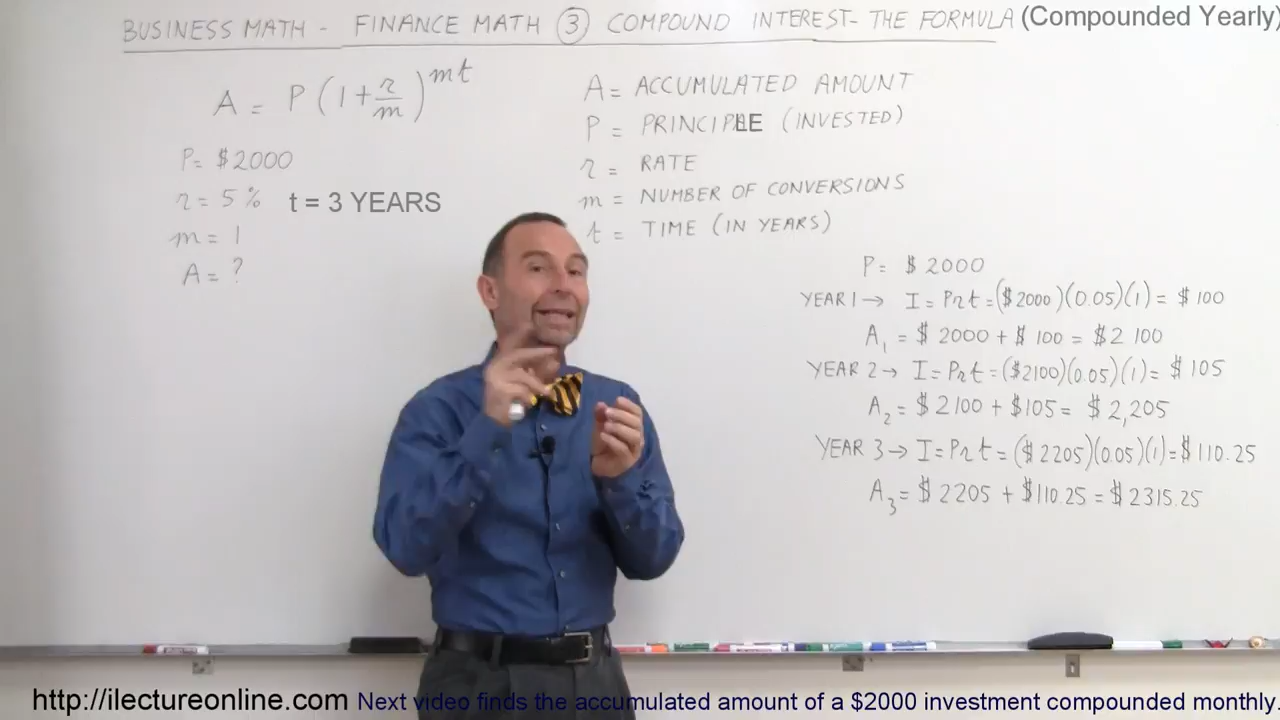 BUSINESS MATH - FINANCE MATH ③ COMPOUND INTEREST - THE FORMULA (Compounded Yearly)
A = P (1 + r/m)^mt
P = $2000
r = 5% t = 3 YEARS
m = 1
A = ?
A = ACCUMULATED AMOUNT
P = PRINCIPLE (INVESTED)
r = RATE
m = NUMBER OF CONVERSIONS
t = TIME (IN YEARS)
P = $2000
YEAR 1 → I = Prt = ($2000)(0.05)(1) = $100
A₁ = $2000 + $100 = $2100
YEAR 2 → I = Prt = ($2100)(0.05)(1) = $105
A₂ = $2100 + $105 = $2,205
YEAR 3 → I = Prt = ($2205)(0.05)(1) = $110.25
A₃ = $2205 + $110.25 = $2315.25
http://ilectureonline.com Next video finds the accumulated amount of a $2000 investment compounded monthly.